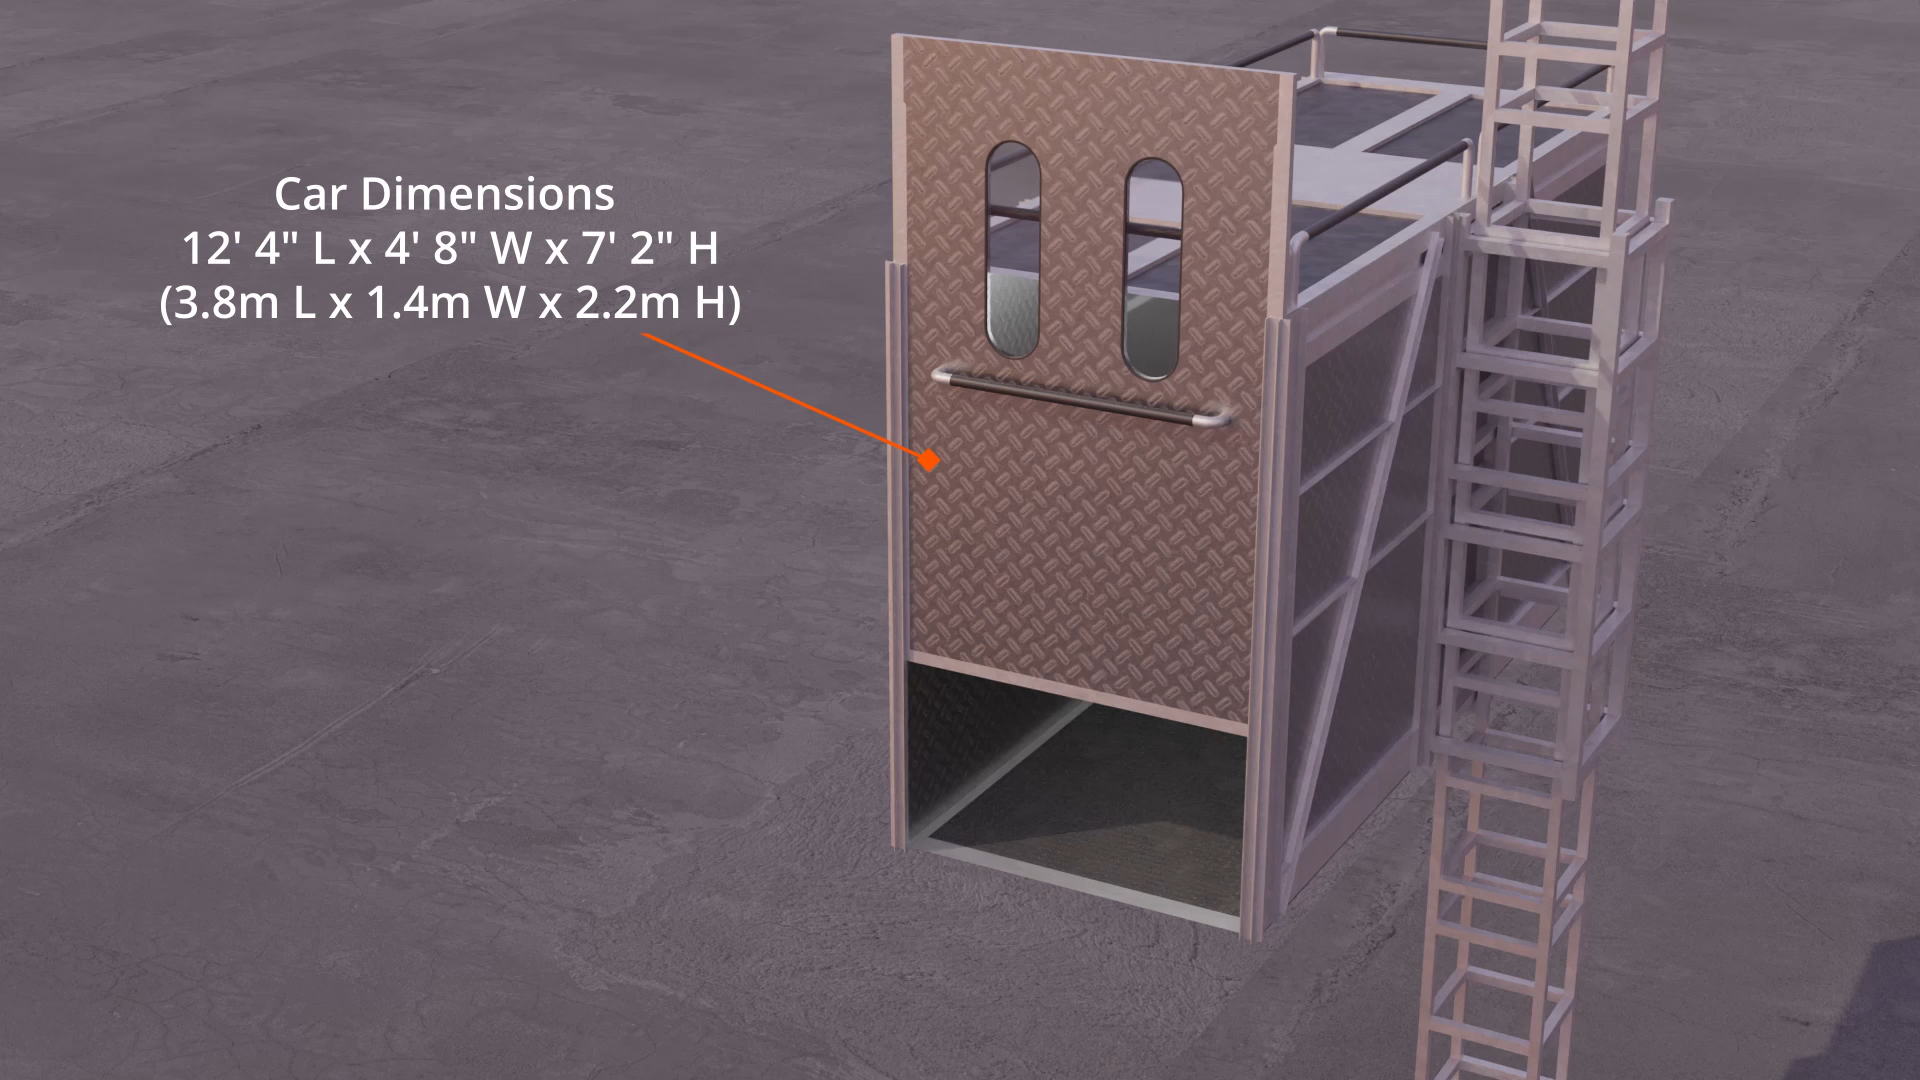 Car Dimensions
12' 4" L x 4' 8" W x 7' 2" H
(3.8m L x 1.4m W x 2.2m H)